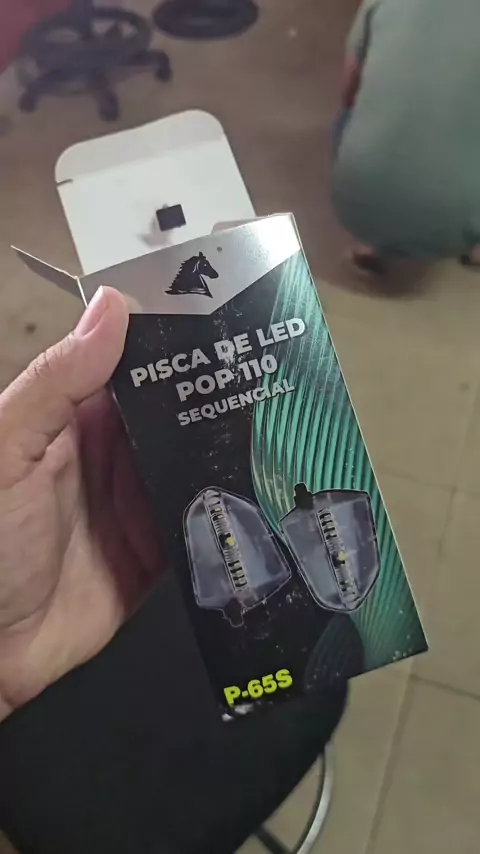 PISCA DE LED
POP 110
SEQUENCIAL
P-65S